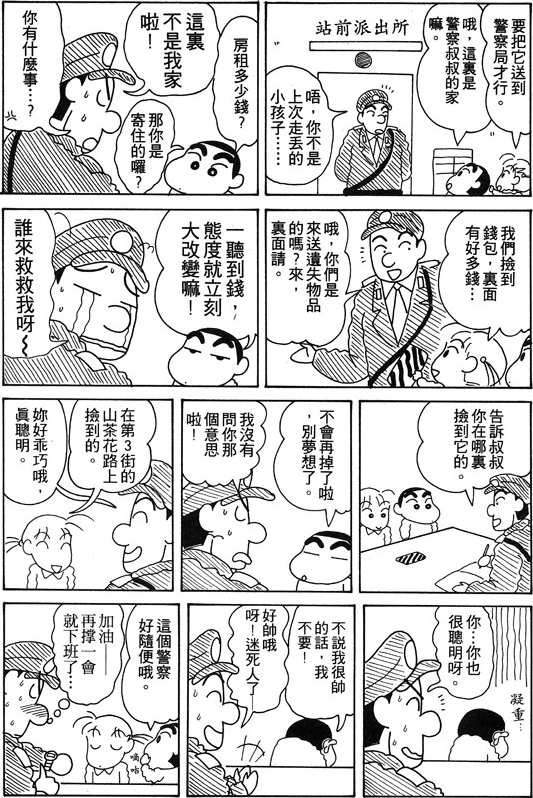 要把它送到
警察局才行。
哦，這裏是
警察叔叔的家
嘛。
站前派出所
唔，你不是
上次走丟的
小孩子……
房租多少錢？
這裏
不是我家
啦！
那你是
寄住的囉？
你有什麼事…？
我們撿到
錢包，裏面
有好多錢…
哦，你們是
來送遺失物品
的嗎？來，
裏面請。
一聽到錢，
態度就立刻
大改變嘛！
誰來救救我呀～
告訴叔叔
你在哪裏
撿到它的。
不會再掉了啦
，別夢想了。
我沒有
問你那
個意思
啦！
在第3街的
山茶花路上
撿到的。
妳好乖巧哦，
眞聰明。
你…你也
很聰明呀。
凝重…
不說我很帥
的話，我
不要！
好帥哦
呀！迷死人了
這個警察
好隨便哦。
加油——
再撐一會
就下班了…
嘀咕